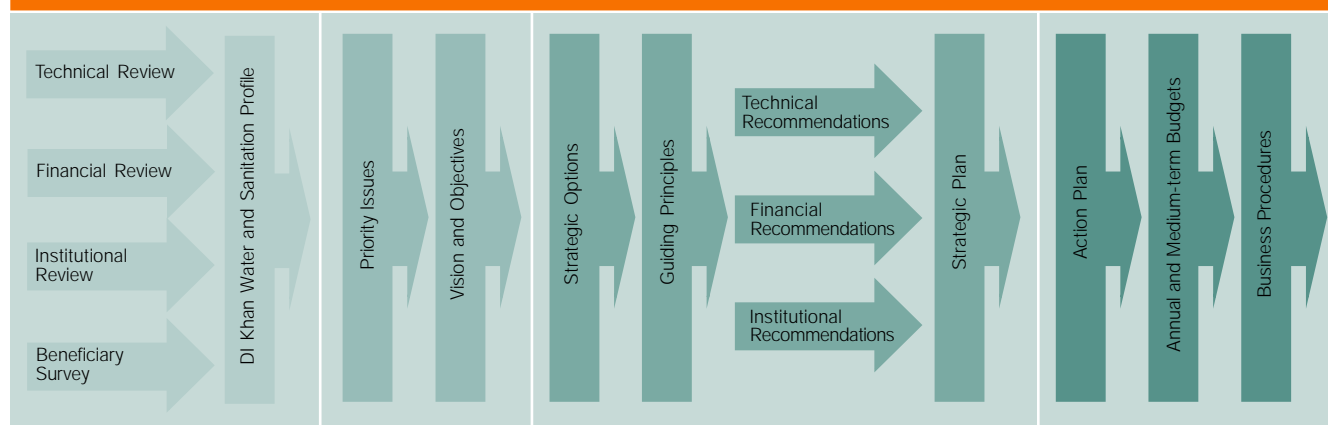 Technical Review
Financial Review
Institutional
Review
Beneficiary
Survey
DI Khan Water and Sanitation Profile
Priority Issues
Vision and Objectives
Strategic Options
Guiding Principles
Technical
Recommendations
Financial
Recommendations
Institutional
Recommendations
Strategic Plan
Action Plan
Annual and Medium-term Budgets
Business Procedures